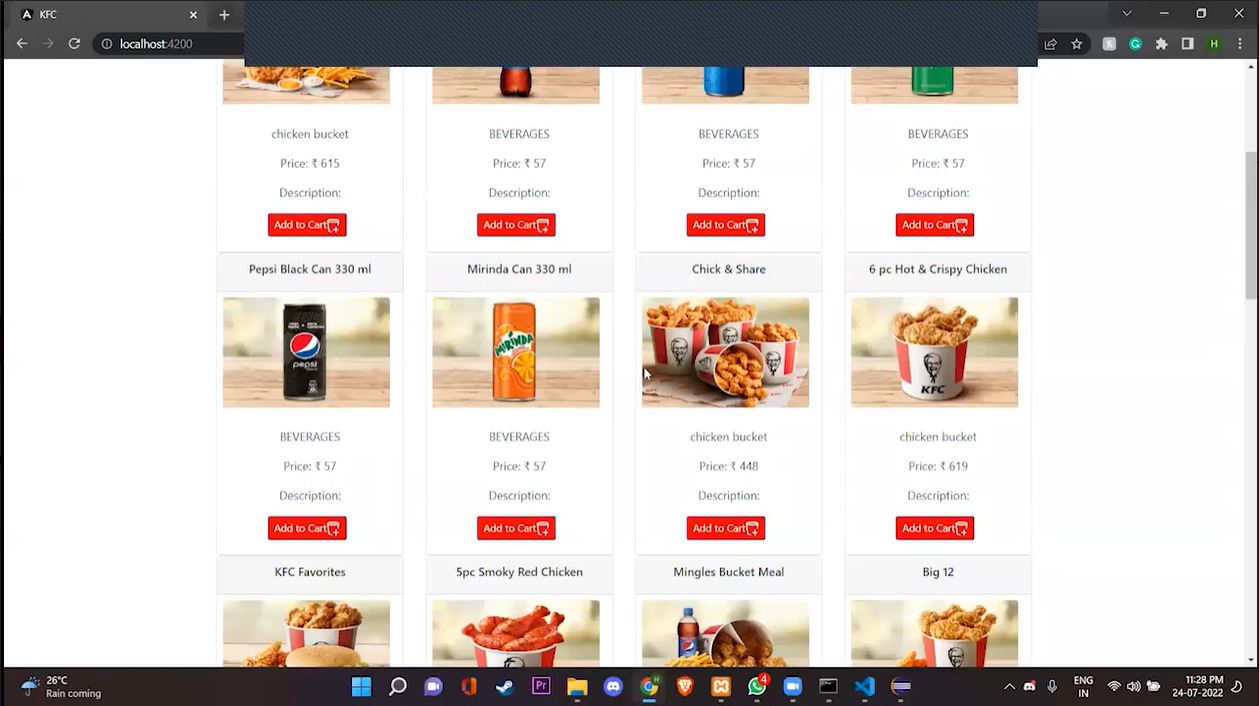 KFC
localhost:4200
H
chicken bucket
BEVERAGES
BEVERAGES
BEVERAGES
Price: ₹ 615
Price: ₹ 57
Price: ₹ 57
Price: ₹ 57
Description:
Description:
Description:
Description:
Add to Cart
Add to Cart
Add to Cart
Add to Cart
Pepsi Black Can 330 ml
Mirinda Can 330 ml
Chick & Share
6 pc Hot & Crispy Chicken
pepsi
MIRINDA
KFC
BEVERAGES
BEVERAGES
chicken bucket
chicken bucket
Price: ₹ 57
Price: ₹ 57
Price: ₹ 448
Price: ₹ 619
Description:
Description:
Description:
Description:
Add to Cart
Add to Cart
Add to Cart
Add to Cart
KFC Favorites
5pc Smoky Red Chicken
Mingles Bucket Meal
Big 12
26°C
Rain coming
Pr
4
ENG
IN
11:28 PM
24-07-2022